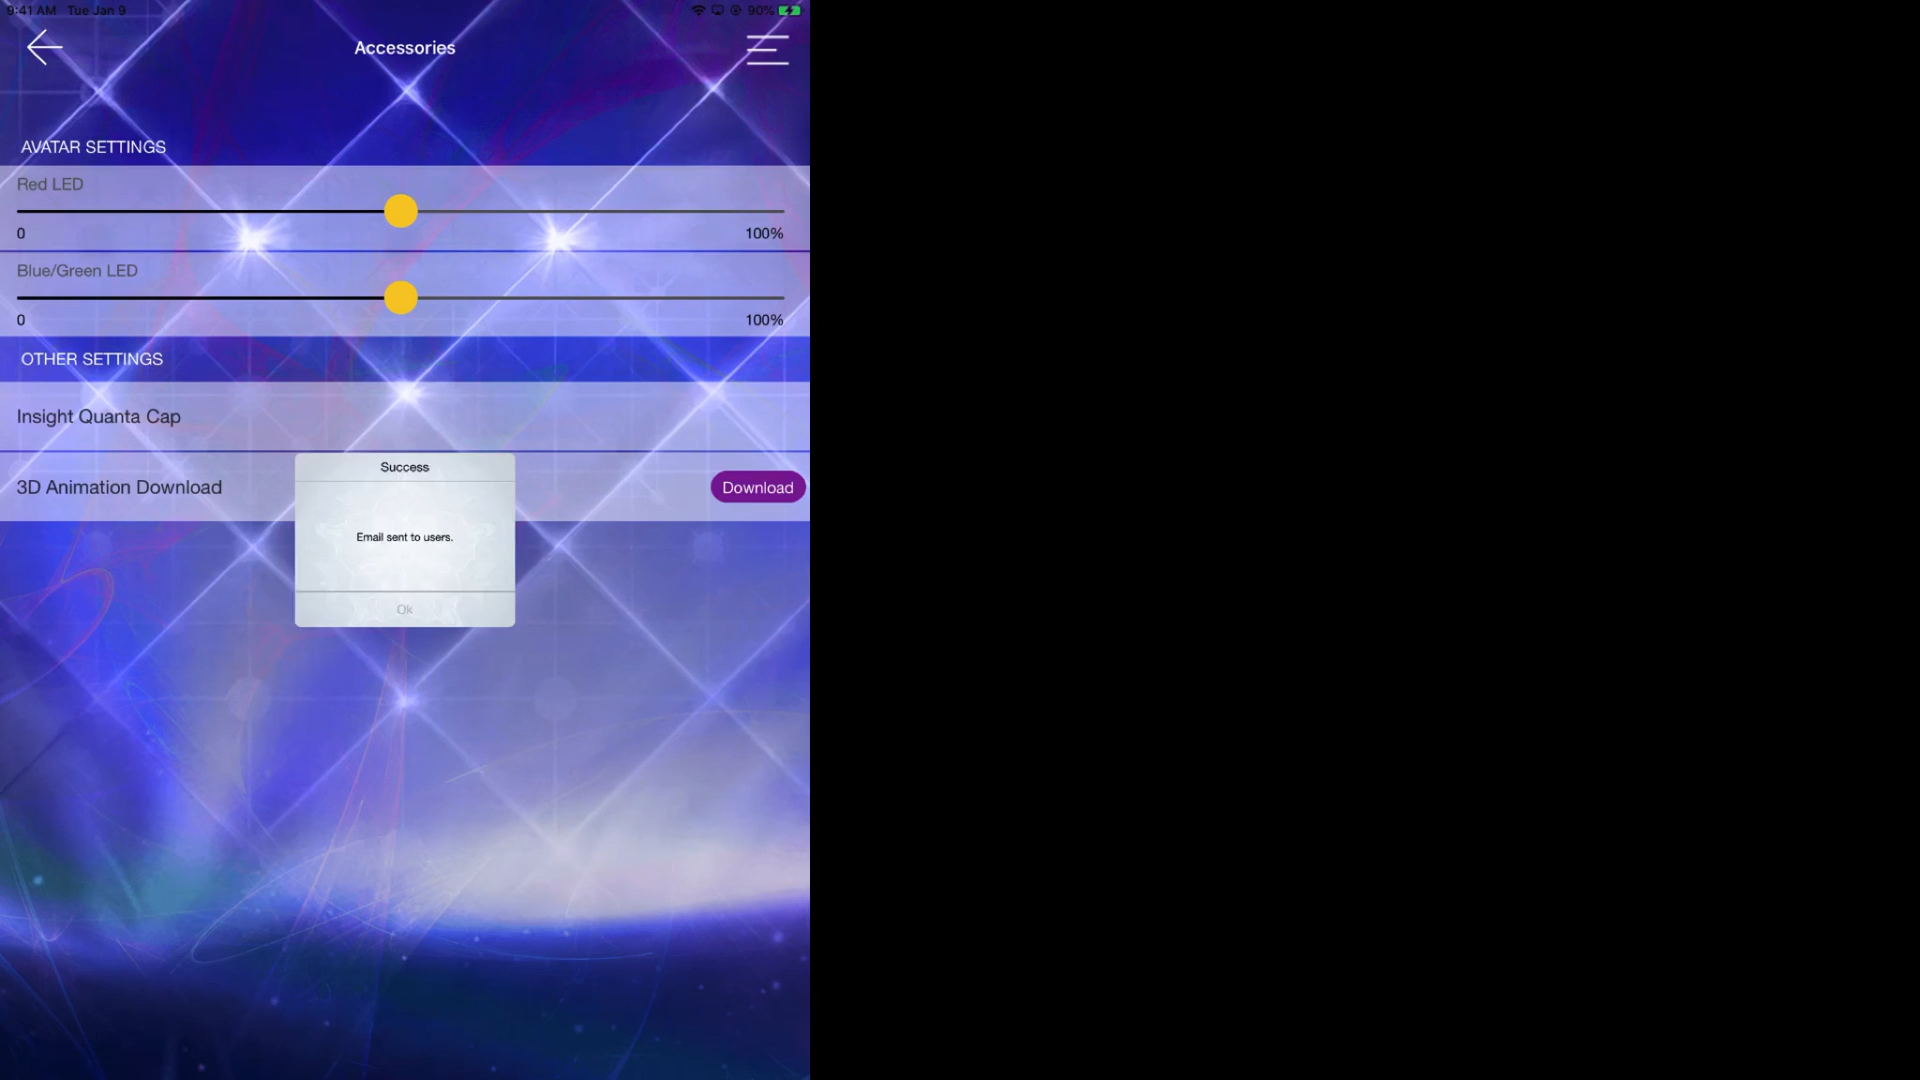 9:41 AM Tue Jan 9
90%
Accessories
AVATAR SETTINGS
Red LED
0
100%
Blue/Green LED
0
100%
OTHER SETTINGS
Insight Quanta Cap
3D Animation Download
Download
Success
Email sent to users.
Ok